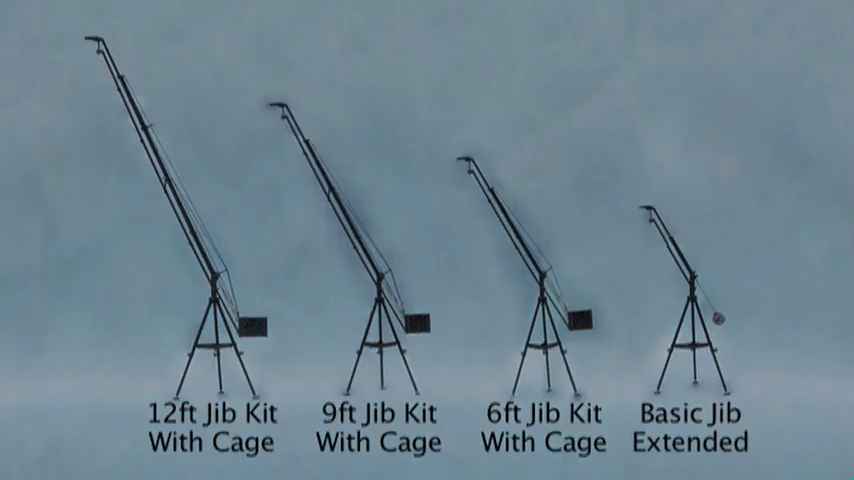 12ft Jib Kit
With Cage
9ft Jib Kit
With Cage
6ft Jib Kit
With Cage
Basic Jib
Extended